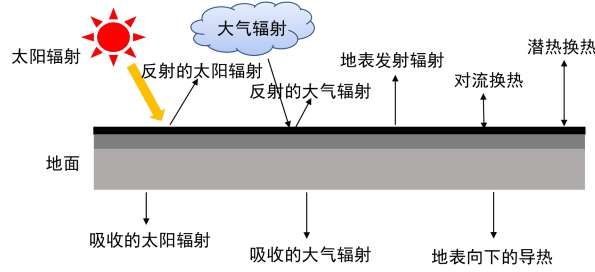 大气辐射
太阳辐射
反射的太阳辐射
地表发射辐射
潜热换热
反射的大气辐射
对流换热
地面
吸收的太阳辐射
吸收的大气辐射
地表向下的导热